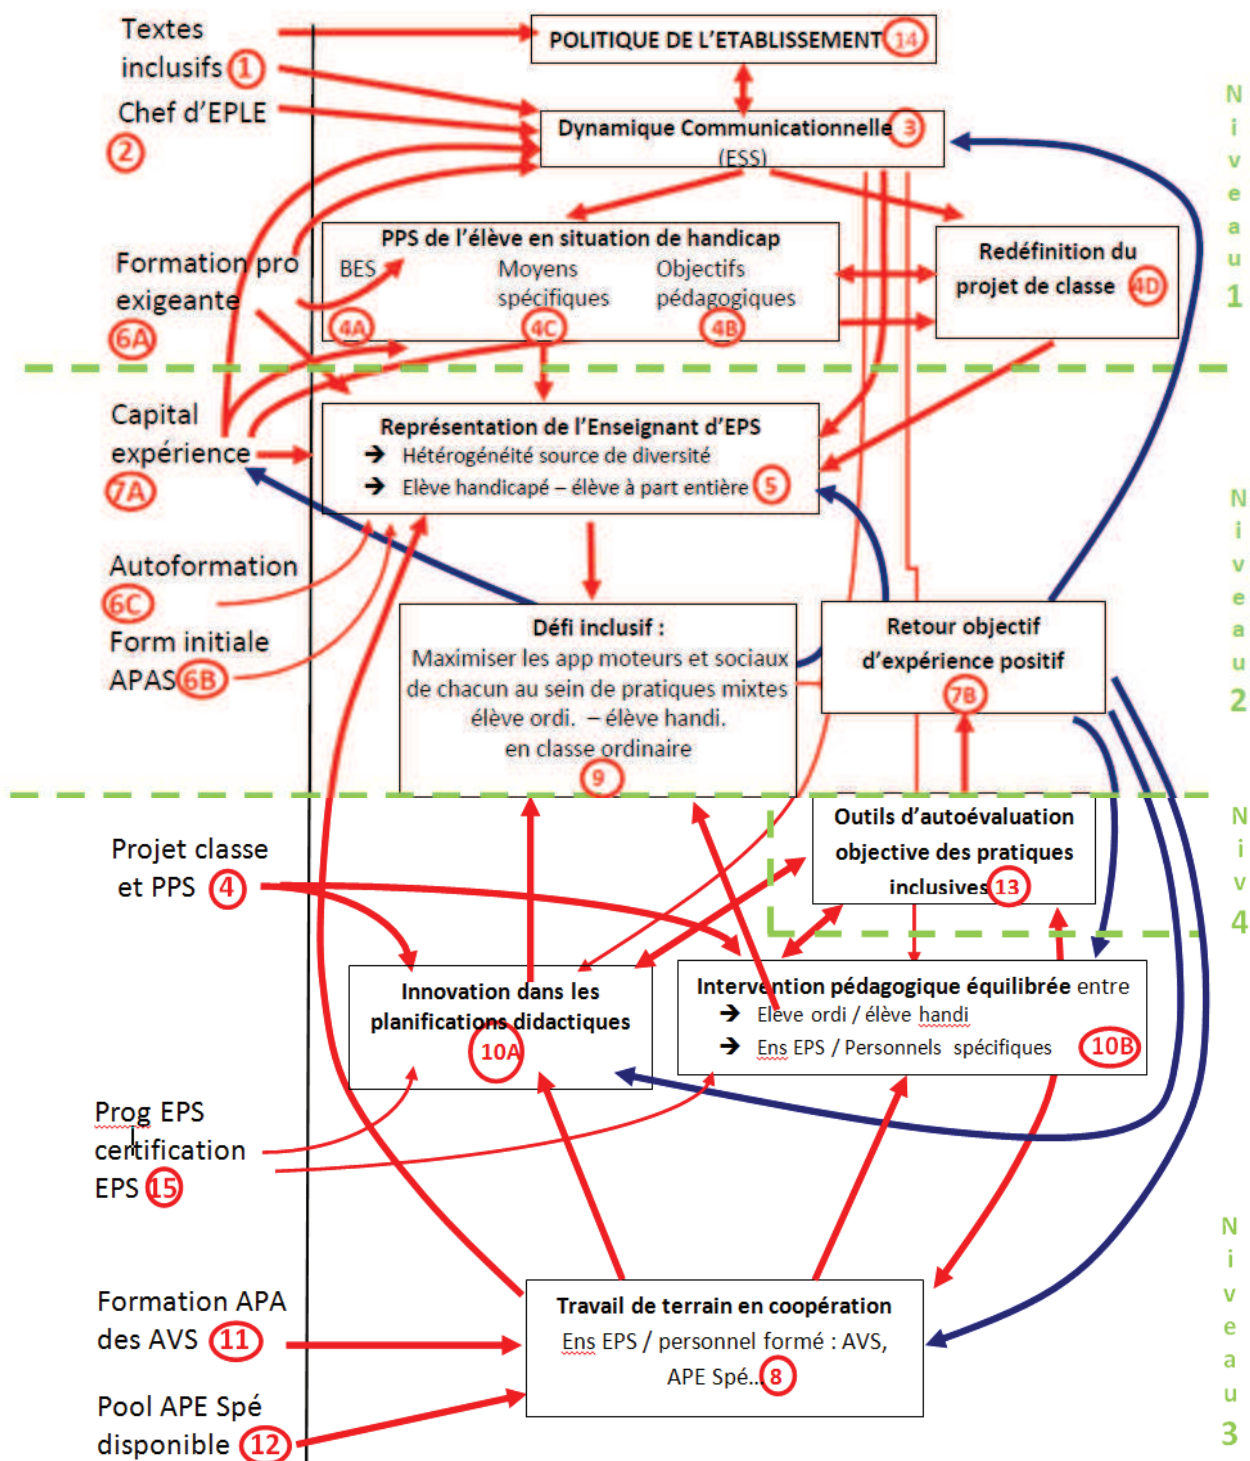 Textes
inclusifs 1
Chef d’EPLE
2
POLITIQUE DE L’ETABLISSEMENT 14
Dynamique Communicationnelle 3
(ESS)
N
i
v
e
a
u
1
Formation pro
exigeante
6A
PPS de l’élève en situation de handicap
BES
Moyens
spécifiques
Objectifs
pédagogiques
4A
4C
4B
Redéfinition du
projet de classe 4D
Capital
expérience
7A
Représentation de l’Enseignant d’EPS
➔ Hétérogénéité source de diversité
➔ Elève handicapé – élève à part entière 5
N
i
v
e
a
u
2
Autoformation
6C
Form initiale
APAS 6B
Défi inclusif :
Maximiser les app moteurs et sociaux
de chacun au sein de pratiques mixtes
élève ordi. – élève handi.
en classe ordinaire
9
Retour objectif
d’expérience positif
7B
Projet classe
et PPS 4
Outils d’autoévaluation
objective des pratiques
inclusives 13
N
i
v
4
Innovation dans les
planifications didactiques
10A
Intervention pédagogique équilibrée entre
➔ Elève ordi / élève handi
➔ Ens EPS / Personnels spécifiques 10B
Prog EPS
certification
EPS 15
N
i
v
e
a
u
3
Formation APA
des AVS 11
Travail de terrain en coopération
Ens EPS / personnel formé : AVS,
APE Spé... 8
Pool APE Spé
disponible 12